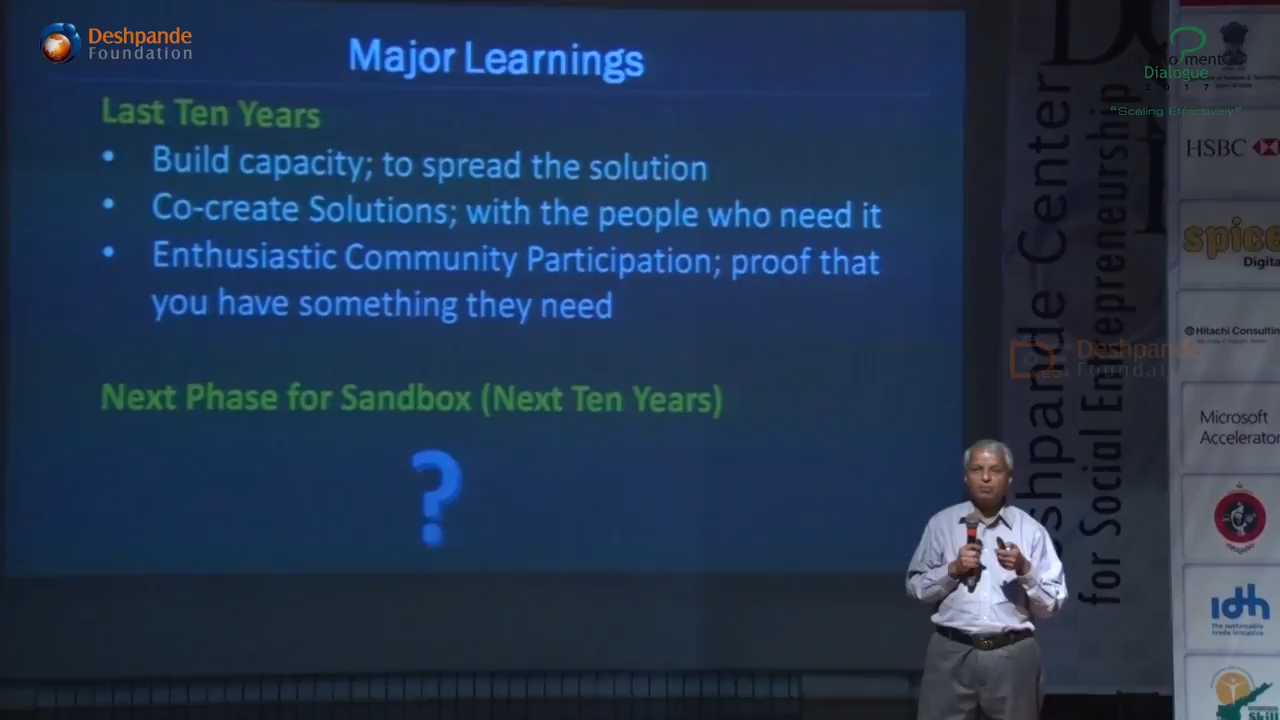 Deshpande
Foundation
Major Learnings
Last Ten Years
• Build capacity; to spread the solution
• Co-create Solutions; with the people who need it
• Enthusiastic Community Participation; proof that
you have something they need
Next Phase for Sandbox (Next Ten Years)
?
Dialogue
2017
"Scaling Effectively"
Deshpande
Foundation
Deshpande Center
for Social Entrepreneurship
HSBC
spice
Digita
Hitachi Consultin
Microsoft
Accelerator
idh
the sustainable
trade initiative